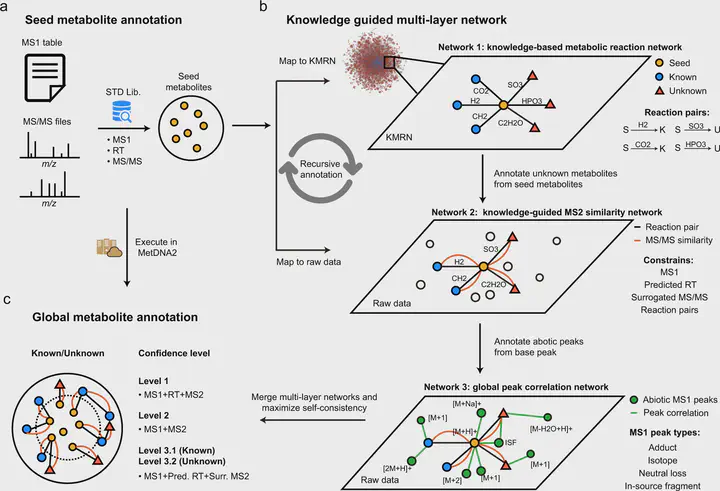 a
Seed metabolite annotation
MS1 table
MS/MS files
m/z
m/z
STD Lib.
• MS1
• RT
• MS/MS
Seed
metabolites
Execute in
MetDNA2
b
Knowledge guided multi-layer network
Map to KMRN
Recursive
annotation
Map to raw data
Network 1: knowledge-based metabolic reaction network
CO2
SO3
H2
HPO3
CH2
C2H2O
KMRN
Seed
Known
Unknown
Reaction pairs:
S H2 K S SO3 U
S CO2 K S HPO3 U
Annotate unknown metabolites
from seed metabolites
Network 2: knowledge-guided MS2 similarity network
SO3
H2
CH2
C2H2O
Raw data
Reaction pair
MS/MS similarity
Constrains:
MS1
Predicted RT
Surrogated MS/MS
Reaction pairs
Annotate abotic peaks
from base peak
Network 3: global peak correlation network
[M+Na]+
[M+1]
[M-H2O+H]+
[M+H]+
ISF
[2M+H]+
[M+2]
[M+1]
[M+1]
Raw data
Abiotic MS1 peaks
Peak correlation
MS1 peak types:
Adduct
Isotope
Neutral loss
In-source fragment
Merge multi-layer networks and
maximize self-consistency
c
Global metabolite annotation
Known/Unknown
Confidence level
Level 1
• MS1+RT+MS2
Level 2
• MS1+MS2
Level 3.1 (Known)
Level 3.2 (Unknown)
• MS1+Pred. RT+Surr. MS2